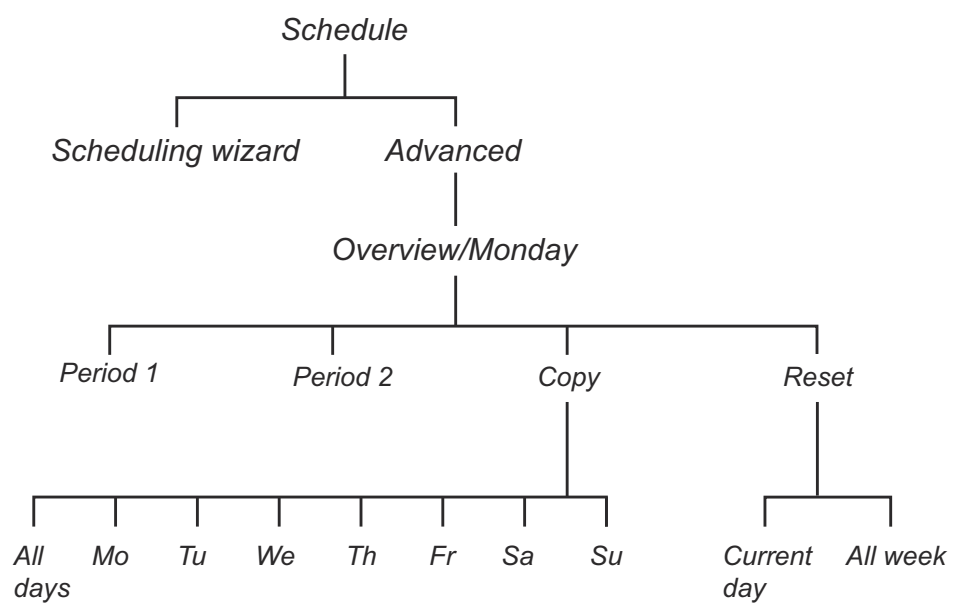 Schedule
Scheduling wizard
Advanced
Overview/Monday
Period 1
Period 2
Copy
Reset
All
days
Mo
Tu
We
Th
Fr
Sa
Su
Current
day
All week